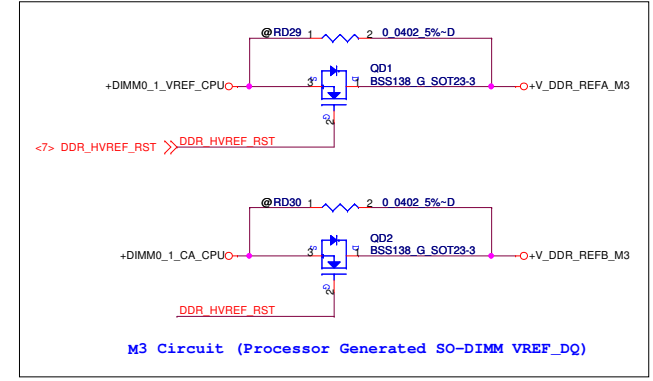 @RD29 1 2 0_0402_5%~D
QD1
+DIMM0_1_VREF_CPU 3 S D 1 BSS138_G_SOT23-3 +V_DDR_REFA_M3
G
2
<7> DDR_HVREF_RST DDR_HVREF_RST
@RD30 1 2 0_0402_5%~D
QD2
+DIMM0_1_CA_CPU 3 S D 1 BSS138_G_SOT23-3 +V_DDR_REFB_M3
G
2
DDR_HVREF_RST
M3 Circuit (Processor Generated SO-DIMM VREF_DQ)